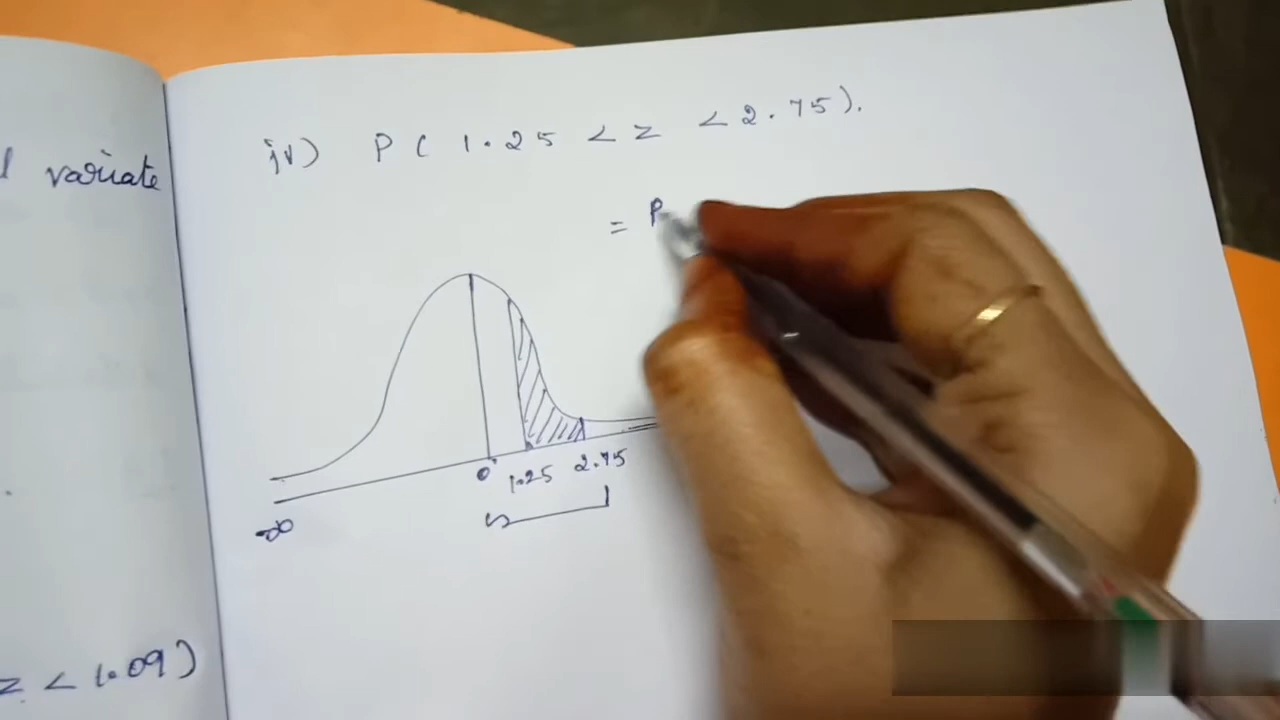 l variate
iv) P ( 1.25 < z < 2.75 ).
= P
0 1.25 2.75
-∞
z < 1.09)